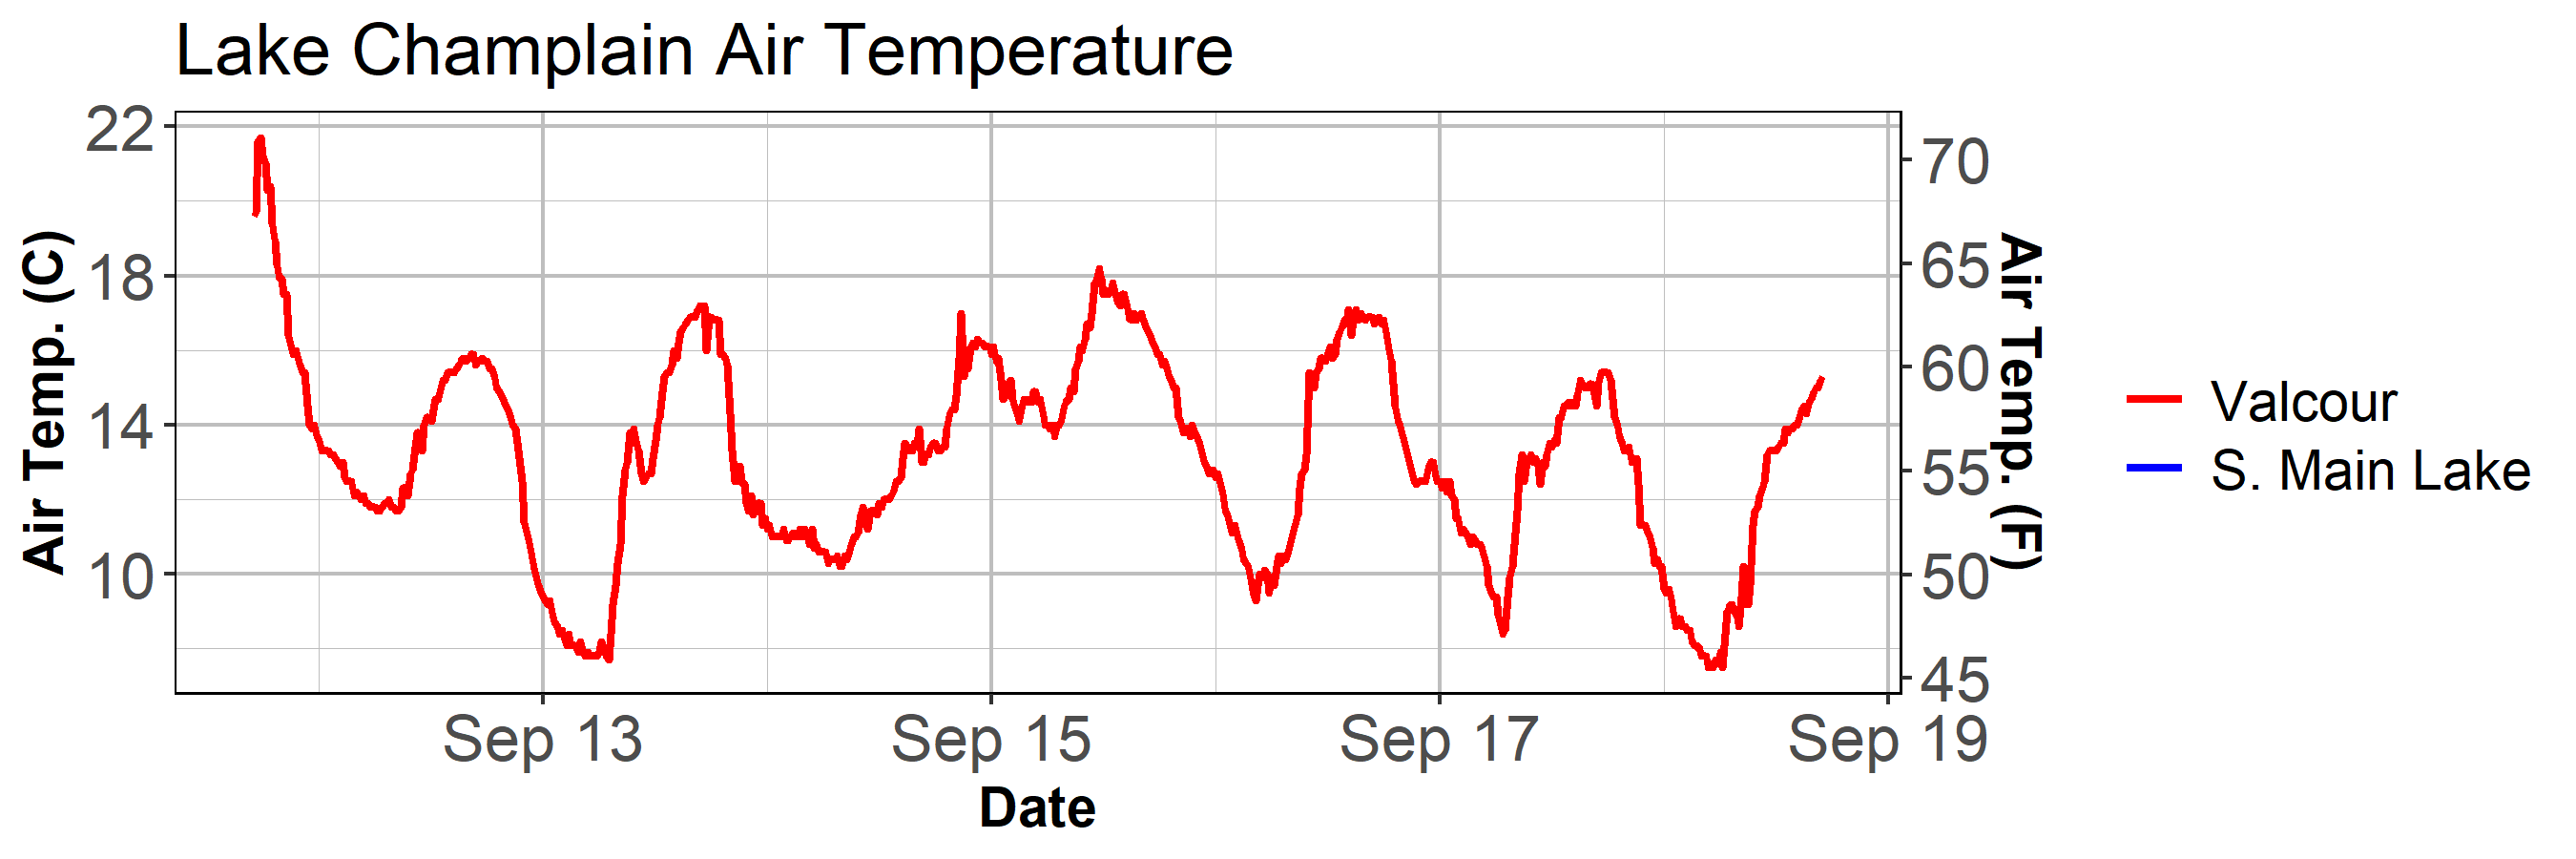 Lake Champlain Air Temperature
22
18
14
10
Air Temp. (C)
70
65
60
55
50
45
Air Temp. (F)
Sep 13
Sep 15
Sep 17
Sep 19
Date
Valcour
S. Main Lake